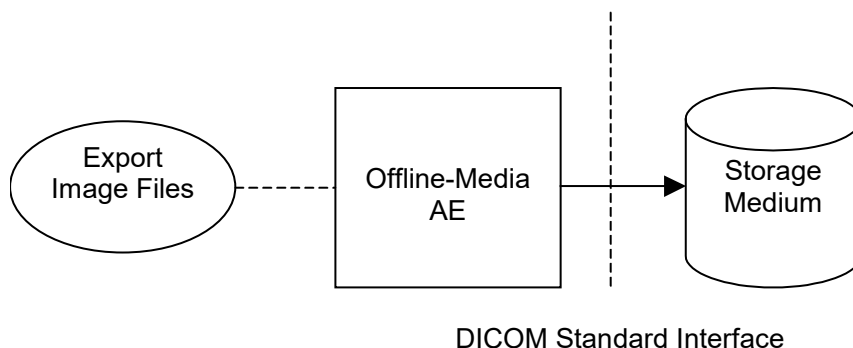 Export
Image Files
Offline-Media
AE
Storage
Medium
DICOM Standard Interface